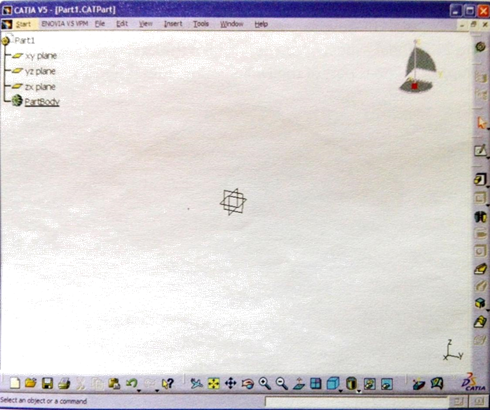 CATIA V5 - [Part1.CATPart]
Start ENOVIA V5 VPM File Edit View Insert Tools Window Help
Part1
xy plane
yz plane
zx plane
PartBody
z
x y
CATIA
Select an object or a command